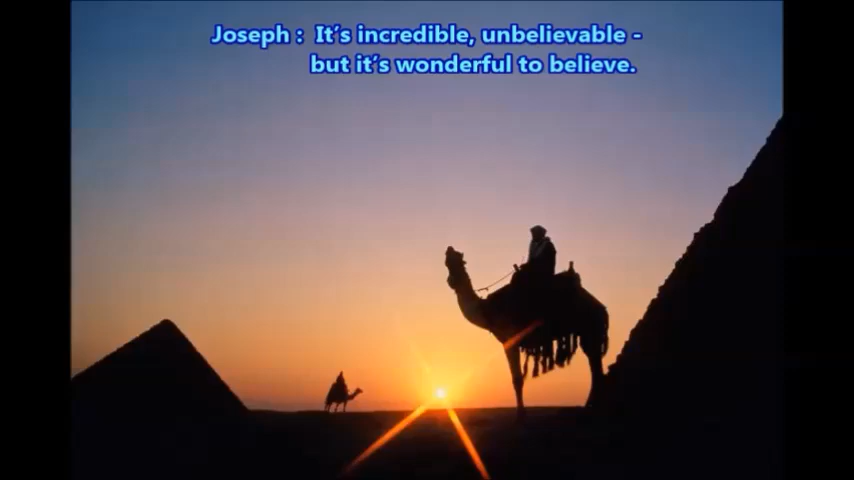 Joseph : It's incredible, unbelievable -
but it's wonderful to believe.